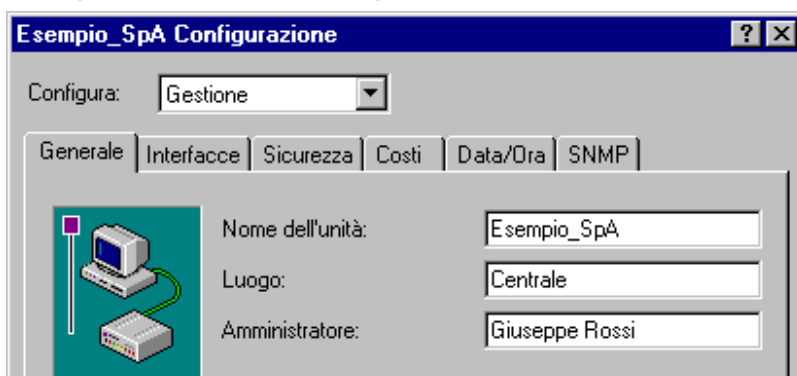 Esempio_SpA Configurazione
Configura: Gestione
Generale Interfacce Sicurezza Costi Data/Ora SNMP
Nome dell'unità: Esempio_SpA
Luogo: Centrale
Amministratore: Giuseppe Rossi